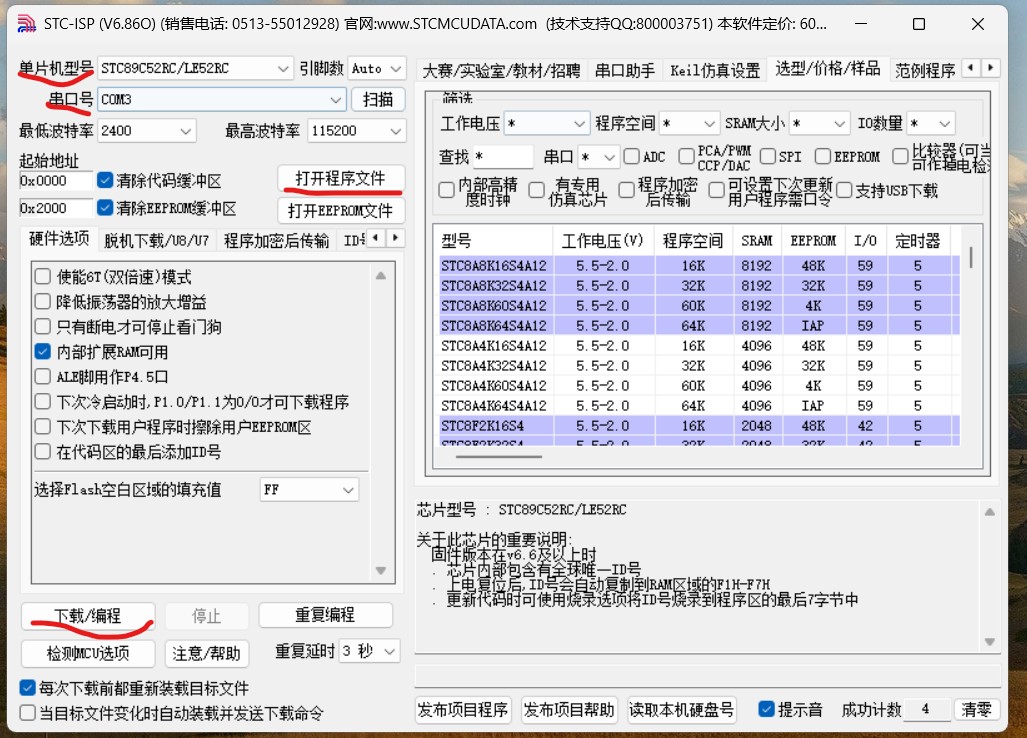 STC-ISP (V6.86O) (销售电话: 0513-55012928) 官网:www.STCMCUDATA.com (技术支持QQ:800003751) 本软件定价: 60...
单片机型号 STC89C52RC/LE52RC 引脚数 Auto
串口号 COM3 扫描
最低波特率 2400 最高波特率 115200
起始地址
0x0000 清除代码缓冲区 打开程序文件
0x2000 清除EEPROM缓冲区 打开EEPROM文件
硬件选项 脱机下载/U8/U7 程序加密后传输 ID号
使能6T(双倍速)模式
降低振荡器的放大增益
只有断电才可停止看门狗
内部扩展RAM可用
ALE脚用作P4.5口
下次冷启动时,P1.0/P1.1为0/0才可下载程序
下次下载用户程序时擦除用户EEPROM区
在代码区的最后添加ID号
选择Flash空白区域的填充值 FF
下载/编程 停止 重复编程
检测MCU选项 注意/帮助 重复延时 3 秒
每次下载前都重新装载目标文件
当目标文件变化时自动装载并发送下载命令
大赛/实验室/教材/招聘 串口助手 Keil仿真设置 选型/价格/样品 范例程序
筛选
工作电压 * 程序空间 * SRAM大小 * IO数量 *
查找 * 串口 * ADC PCA/PWM CCP/DAC SPI EEPROM 比较器(可当 可作掉电检
内部高精度时钟 有专用仿真芯片 程序加密后传输 可设置下次更新用户程序需口令 支持USB下载
型号 工作电压(V) 程序空间 SRAM EEPROM I/O 定时器
STC8A8K16S4A12 5.5-2.0 16K 8192 48K 59 5
STC8A8K32S4A12 5.5-2.0 32K 8192 32K 59 5
STC8A8K60S4A12 5.5-2.0 60K 8192 4K 59 5
STC8A8K64S4A12 5.5-2.0 64K 8192 IAP 59 5
STC8A4K16S4A12 5.5-2.0 16K 4096 48K 59 5
STC8A4K32S4A12 5.5-2.0 32K 4096 32K 59 5
STC8A4K60S4A12 5.5-2.0 60K 4096 4K 59 5
STC8A4K64S4A12 5.5-2.0 64K 4096 IAP 59 5
STC8F2K16S4 5.5-2.0 16K 2048 48K 42 5
STC8F2K32S4 5.5-2.0 32K 2048 32K 42 5
芯片型号 : STC89C52RC/LE52RC
关于此芯片的重要说明:
固件版本在v6.6及以上时
. 芯片内部包含有全球唯一ID号
. 上电复位后,ID号会自动复制到RAM区域的F1H-F7H
. 更新代码时可使用烧录选项将ID号烧录到程序区的最后7字节中
发布项目程序 发布项目帮助 读取本机硬盘号 提示音 成功计数 4 清零